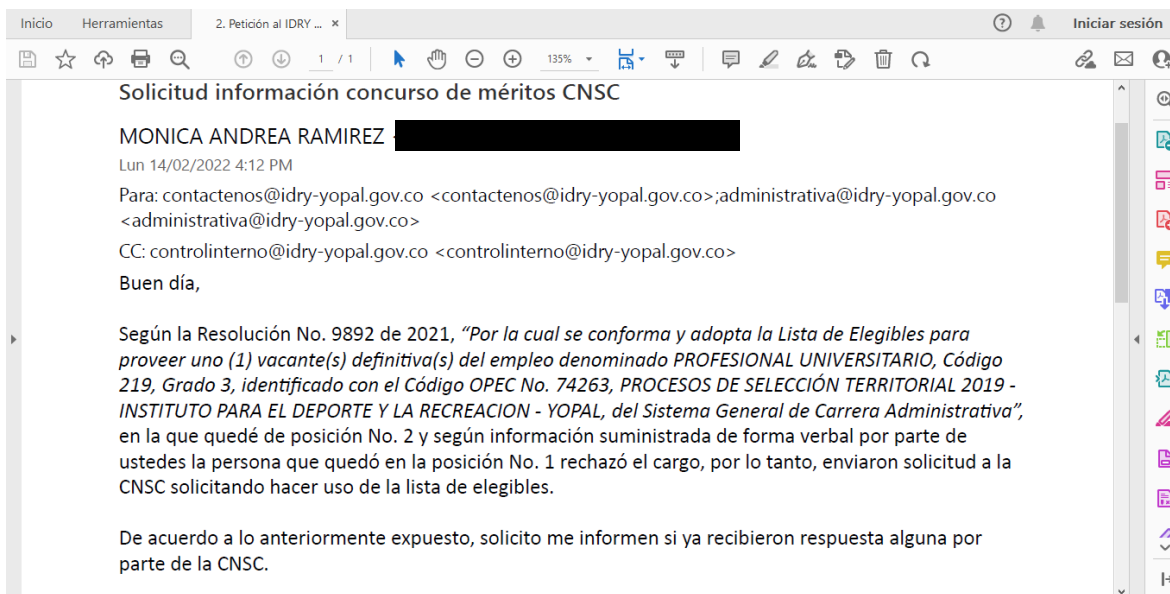 Inicio Herramientas 2. Petición al IDRY ... × Iniciar sesión
1 / 1 135%
Solicitud información concurso de méritos CNSC
MONICA ANDREA RAMIREZ
Lun 14/02/2022 4:12 PM
Para: contactenos@idry-yopal.gov.co <contactenos@idry-yopal.gov.co>;administrativa@idry-yopal.gov.co
<administrativa@idry-yopal.gov.co>
CC: controlinterno@idry-yopal.gov.co <controlinterno@idry-yopal.gov.co>
Buen día,
Según la Resolución No. 9892 de 2021, “Por la cual se conforma y adopta la Lista de Elegibles para
proveer uno (1) vacante(s) definitiva(s) del empleo denominado PROFESIONAL UNIVERSITARIO, Código
219, Grado 3, identificado con el Código OPEC No. 74263, PROCESOS DE SELECCIÓN TERRITORIAL 2019 -
INSTITUTO PARA EL DEPORTE Y LA RECREACION - YOPAL, del Sistema General de Carrera Administrativa”,
en la que quedé de posición No. 2 y según información suministrada de forma verbal por parte de
ustedes la persona que quedó en la posición No. 1 rechazó el cargo, por lo tanto, enviaron solicitud a la
CNSC solicitando hacer uso de la lista de elegibles.
De acuerdo a lo anteriormente expuesto, solicito me informen si ya recibieron respuesta alguna por
parte de la CNSC.